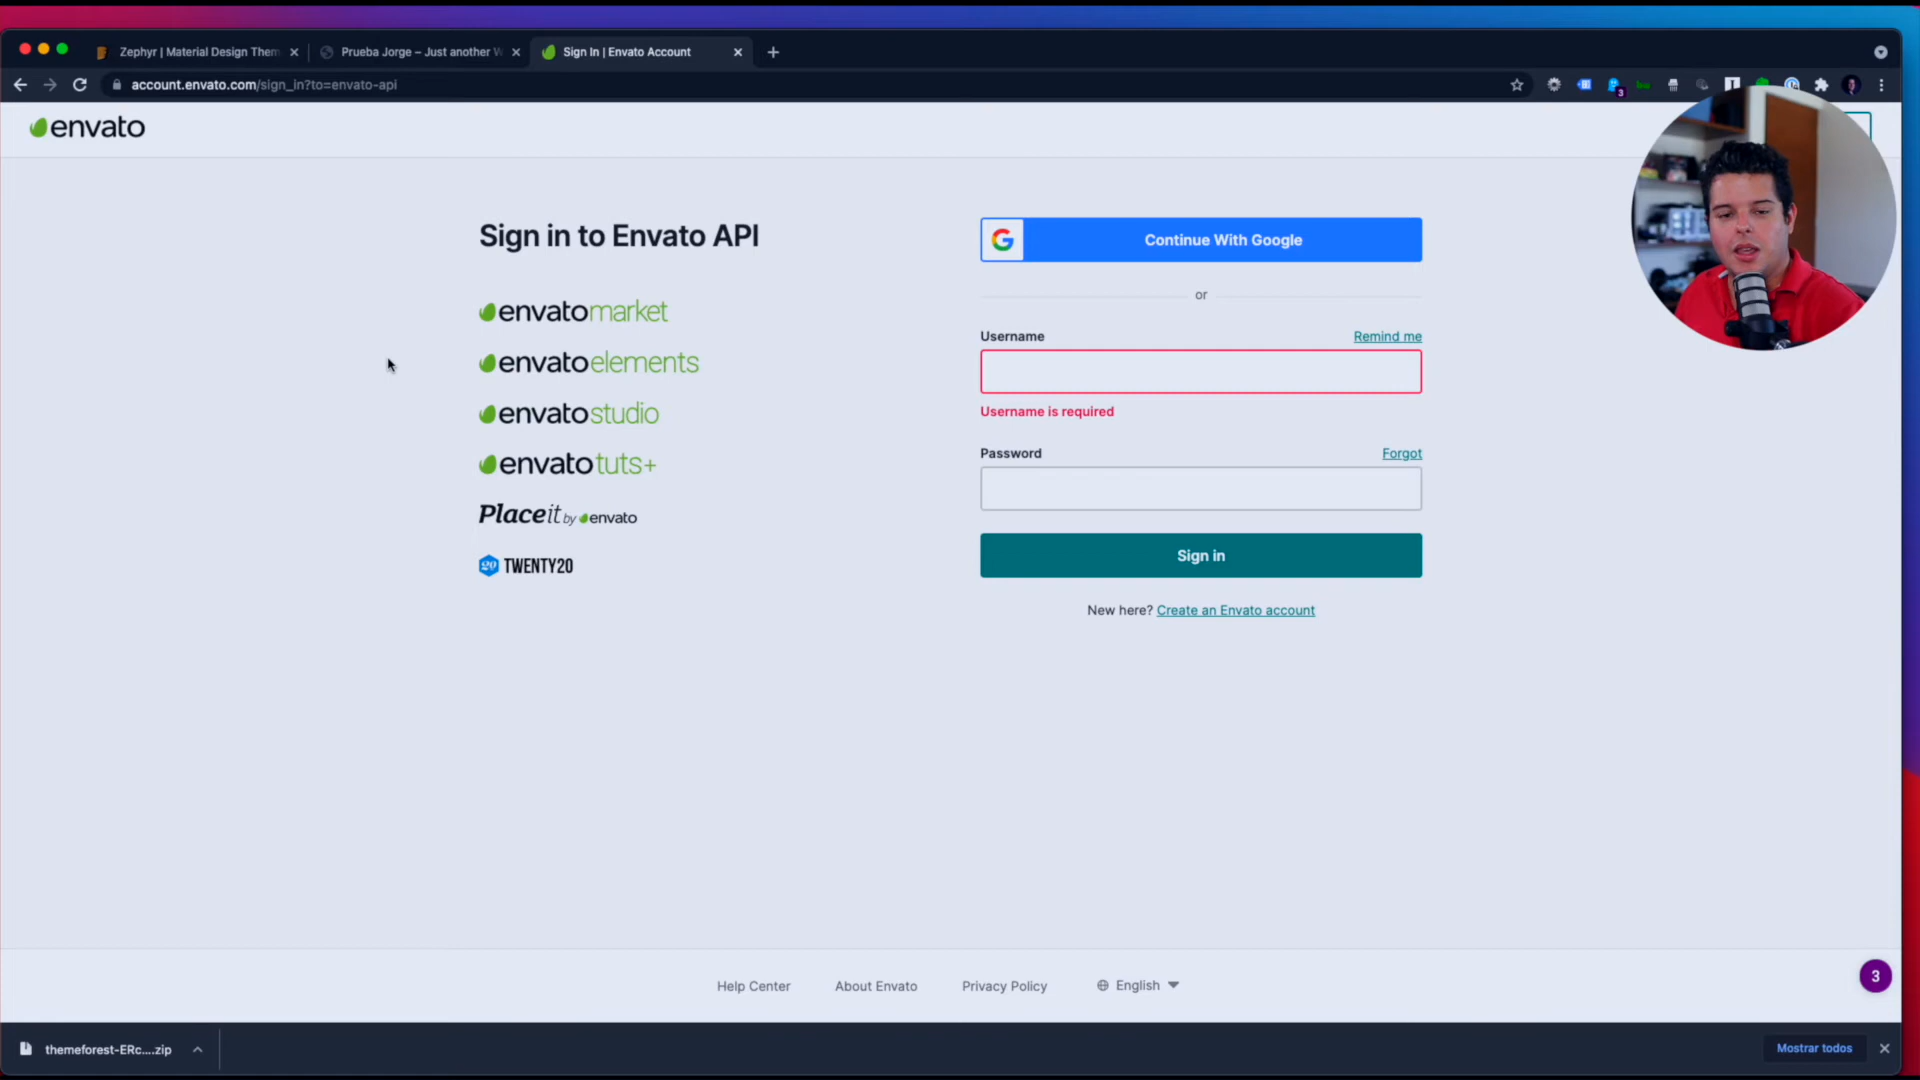 Zephyr | Material Design Them
Prueba Jorge – Just another W
Sign In | Envato Account
account.envato.com/sign_in?to=envato-api
3
envato
Sign in to Envato API
envatomarket
envatoelements
envatostudio
envatotuts+
Placeit by envato
20 TWENTY20
G Continue With Google
or
Username
Remind me
Username is required
Password
Forgot
Sign in
New here? Create an Envato account
Help Center
About Envato
Privacy Policy
English
3
themeforest-ERc....zip
Mostrar todos